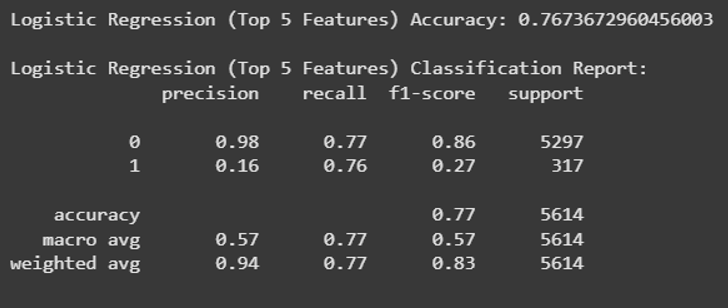 Logistic Regression (Top 5 Features) Accuracy: 0.7673672960456003
Logistic Regression (Top 5 Features) Classification Report:
precision recall f1-score support
0 0.98 0.77 0.86 5297
1 0.16 0.76 0.27 317
accuracy 0.77 5614
macro avg 0.57 0.77 0.57 5614
weighted avg 0.94 0.77 0.83 5614